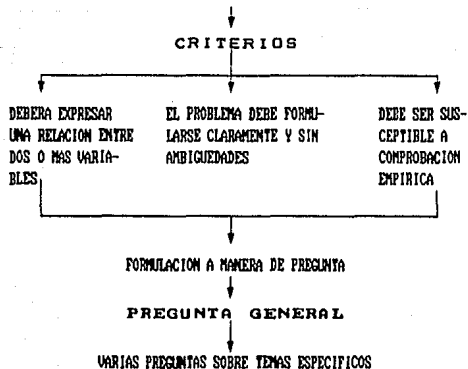 CRITERIOS
DEBERA EXPRESAR
UNA RELACION ENTRE
DOS O MAS VARIA-
BLES
EL PROBLEMA DEBE FORMU-
LARSE CLARAMENTE Y SIN
AMBIGUEDADES
DEBE SER SUS-
CEPTIBLE A
COMPROBACION
EMPIRICA
FORMULACION A MANERA DE PREGUNTA
PREGUNTA GENERAL
VARIAS PREGUNTAS SOBRE TEMAS ESPECIFICOS